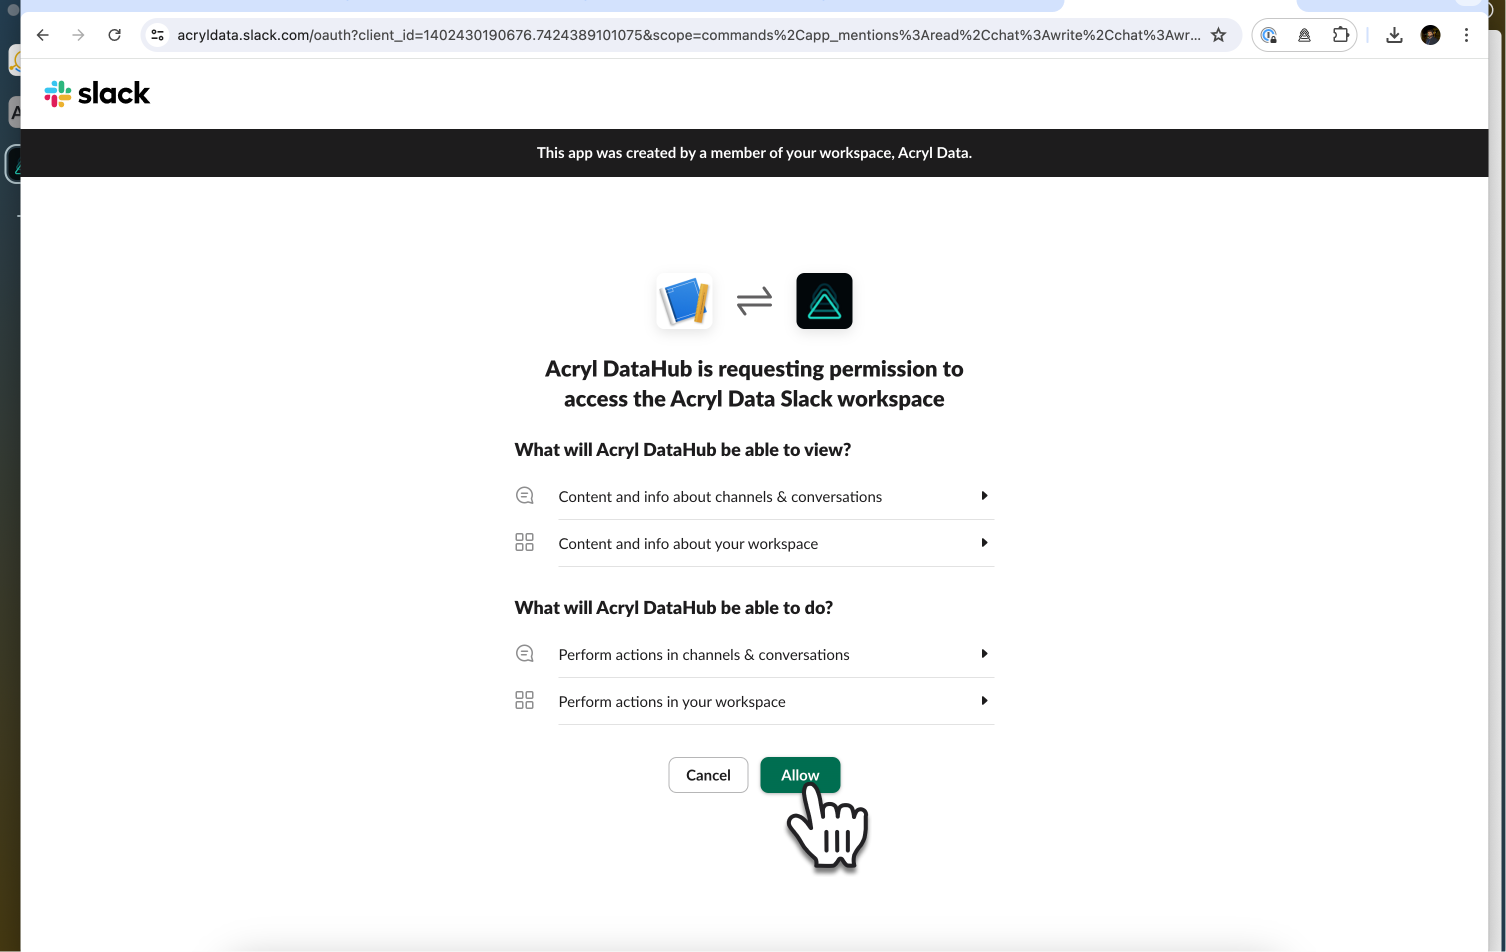 acryldata.slack.com/oauth?client_id=1402430190676.7424389101075&scope=commands%2Capp_mentions%3Aread%2Cchat%3Awrite%2Cchat%3Awr...
slack
This app was created by a member of your workspace, Acryl Data.
Acryl DataHub is requesting permission to
access the Acryl Data Slack workspace
What will Acryl DataHub be able to view?
Content and info about channels & conversations
Content and info about your workspace
What will Acryl DataHub be able to do?
Perform actions in channels & conversations
Perform actions in your workspace
Cancel
Allow